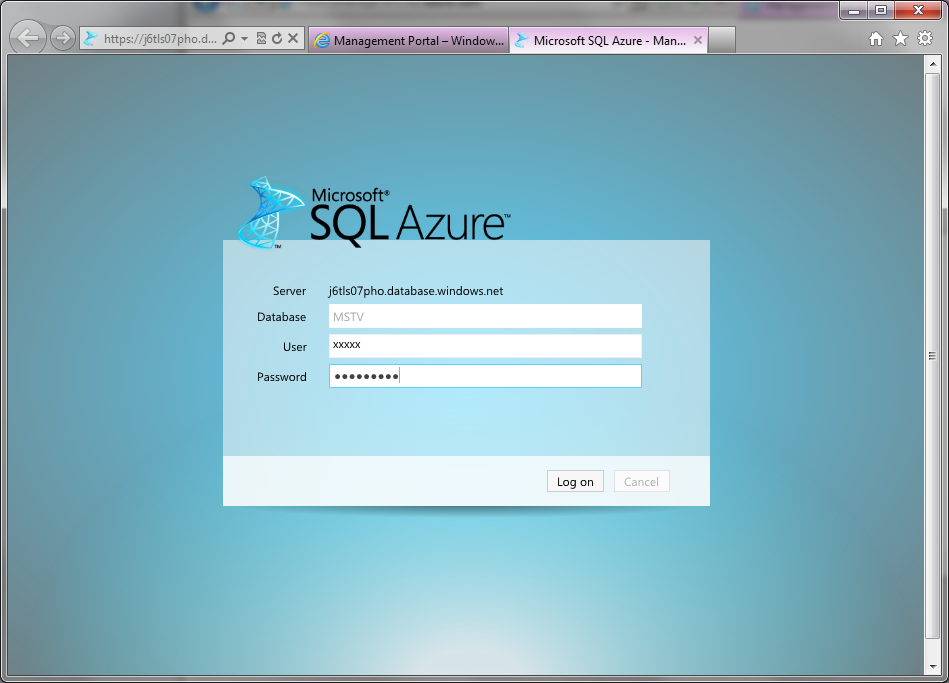 https://j6tls07pho.d...
Management Portal – Window...
Microsoft SQL Azure - Man...
Microsoft®
SQL Azure™
™
Server j6tls07pho.database.windows.net
Database MSTV
User xxxxx
Password ●●●●●●●●●
Log on Cancel